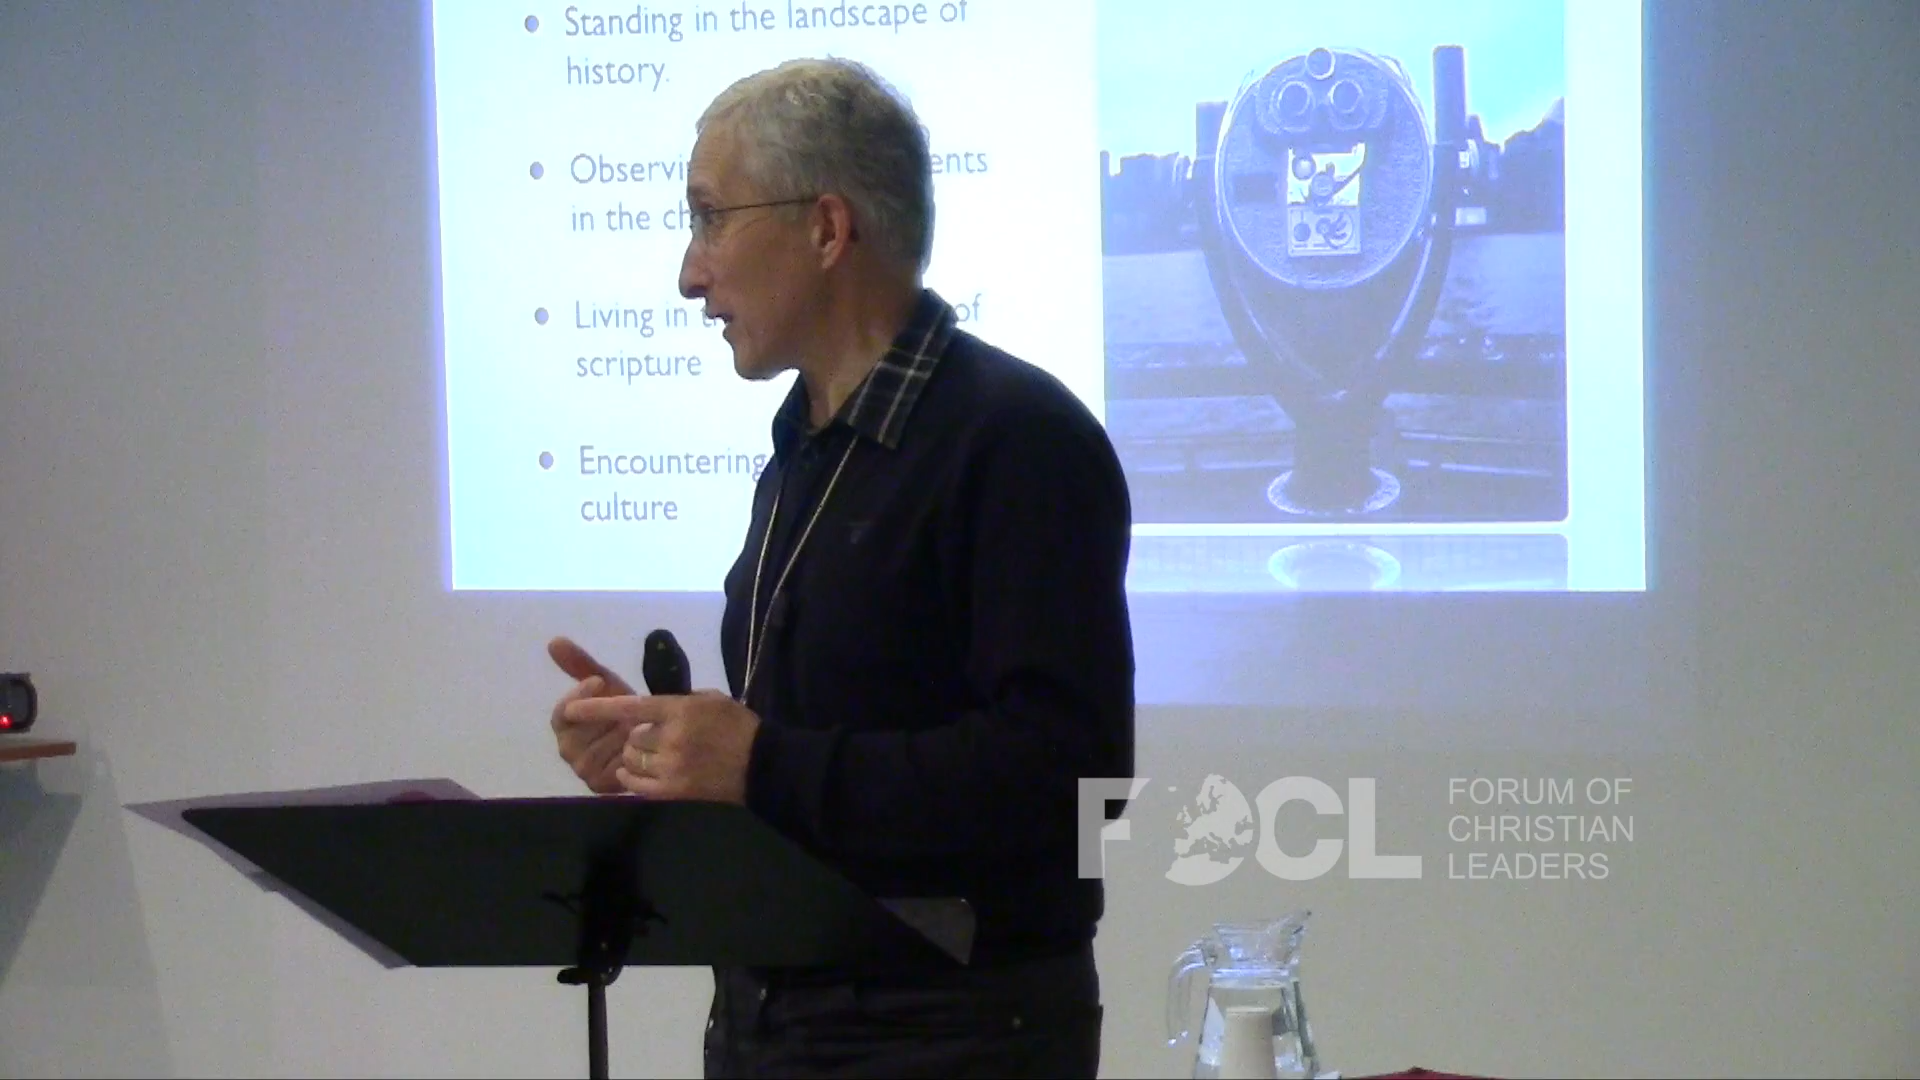 • Standing in the landscape of
history.
• Observi ents
in the ch
• Living in t of
scripture
• Encountering
culture
FOCL
FORUM OF
CHRISTIAN
LEADERS